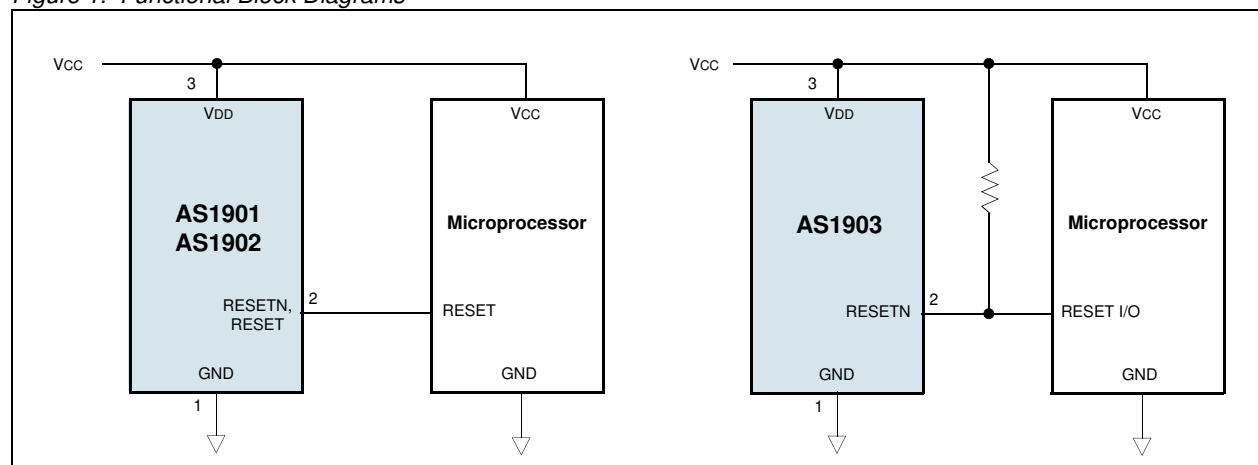 Figure 1. Functional Block Diagrams
VCC
3
VDD
VCC
AS1901
AS1902
Microprocessor
RESETN,
RESET
2
RESET
GND
GND
1
VCC
3
VDD
VCC
AS1903
Microprocessor
RESETN
2
RESET I/O
GND
GND
1